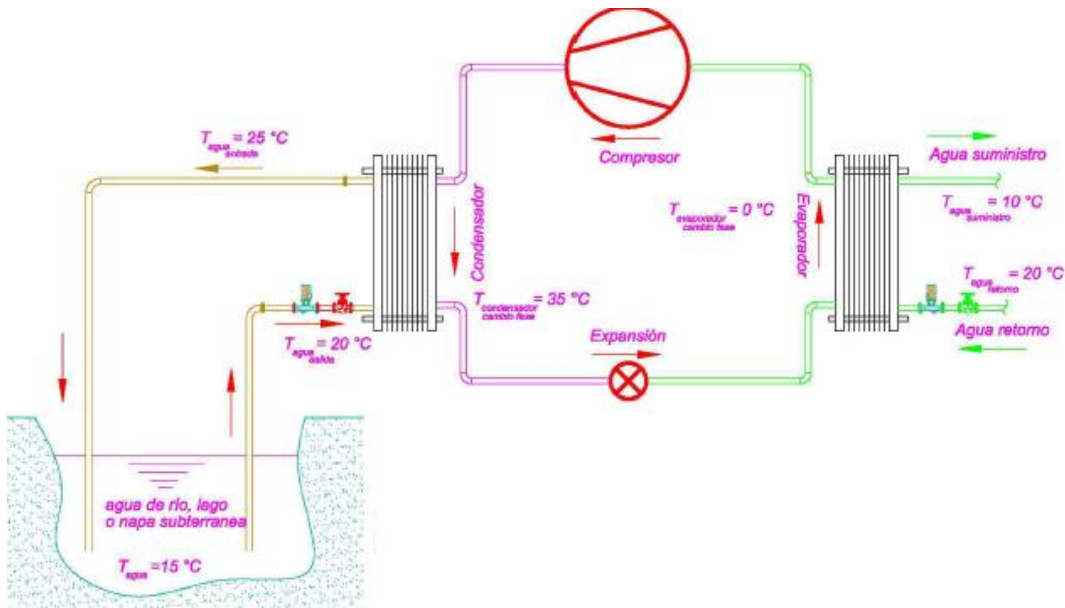 T agua entrada = 25 °C
Compresor
Agua suministro
T agua suministro = 10 °C
Condensador
T evaporador cambio fase = 0 °C
Evaporador
T agua retorno = 20 °C
Agua retorno
T condensador cambio fase = 35 °C
Expansión
T agua salida = 20 °C
agua de río, lago
o napa subterranea
T agua =15 °C